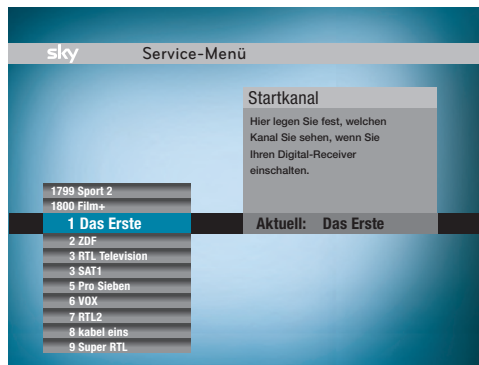 sky Service-Menü
Startkanal
Hier legen Sie fest, welchen
Kanal Sie sehen, wenn Sie
Ihren Digital-Receiver
einschalten.
Aktuell: Das Erste
1799 Sport 2
1800 Film+
1 Das Erste
2 ZDF
3 RTL Television
3 SAT1
5 Pro Sieben
6 VOX
7 RTL2
8 kabel eins
9 Super RTL